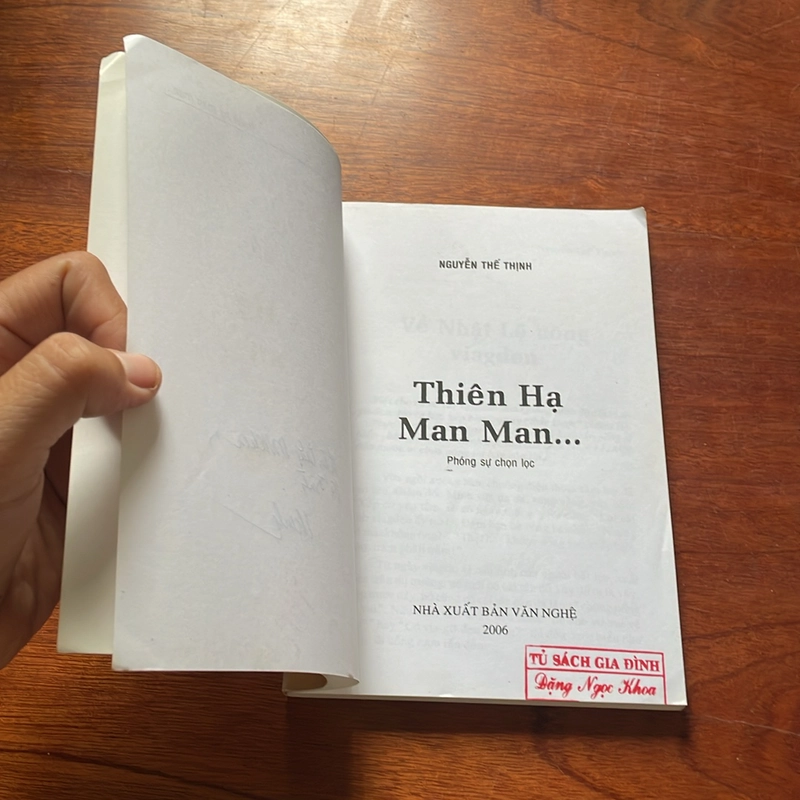 NGUYỄN THẾ THỊNH
Thiên Hạ
Man Man...
Phóng sự chọn lọc
NHÀ XUẤT BẢN VĂN NGHỆ
2006
TỦ SÁCH GIA ĐÌNH
Đặng Ngọc Khoa